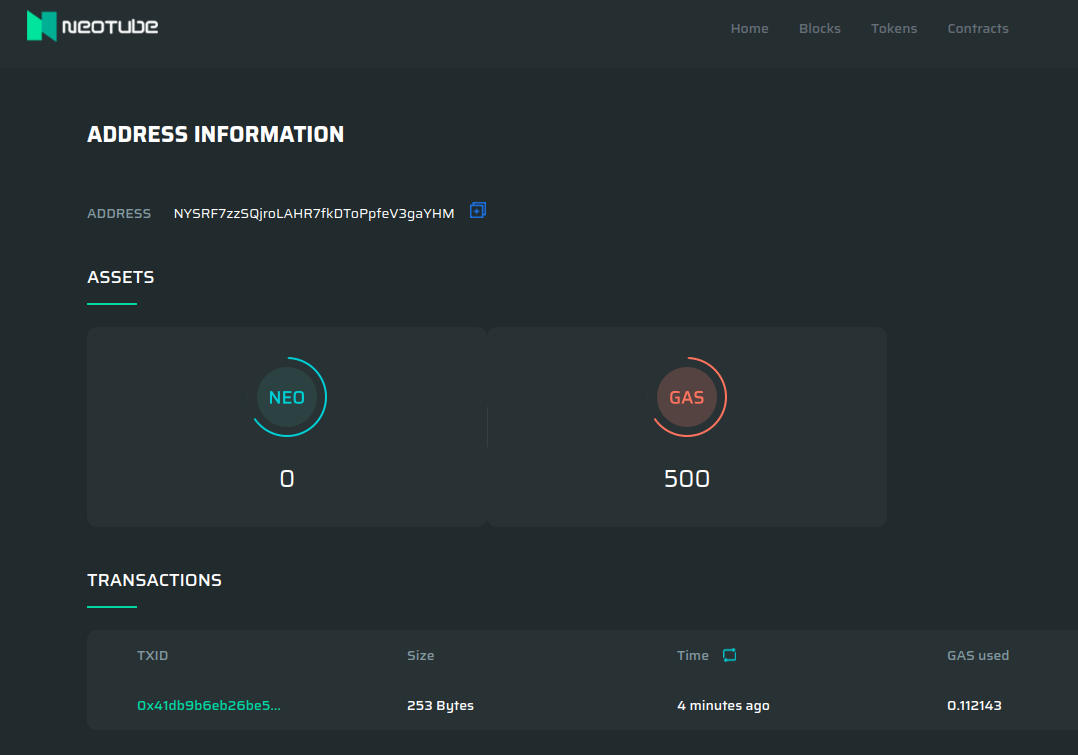 NEOTUBE
Home Blocks Tokens Contracts
ADDRESS INFORMATION
ADDRESS NYSRF7zzSQjroLAHR7fkDToPpfeV3gaYHM
ASSETS
NEO GAS
0 500
TRANSACTIONS
TXID Size Time GAS used
0x41db9b6eb26be5... 253 Bytes 4 minutes ago 0.112143